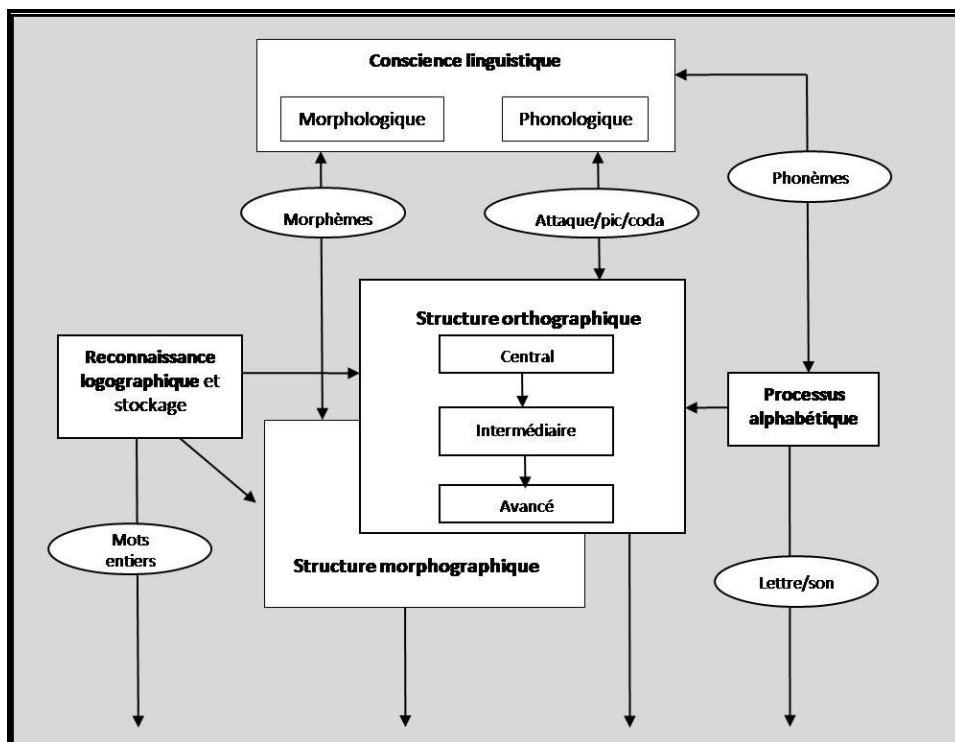 Conscience linguistique
Morphologique
Phonologique
Phonèmes
Morphèmes
Attaque/pic/coda
Structure orthographique
Central
Reconnaissance
logographique et
stockage
Processus
alphabétique
Intermédiaire
Avancé
Mots
entiers
Structure morphographique
Lettre/son